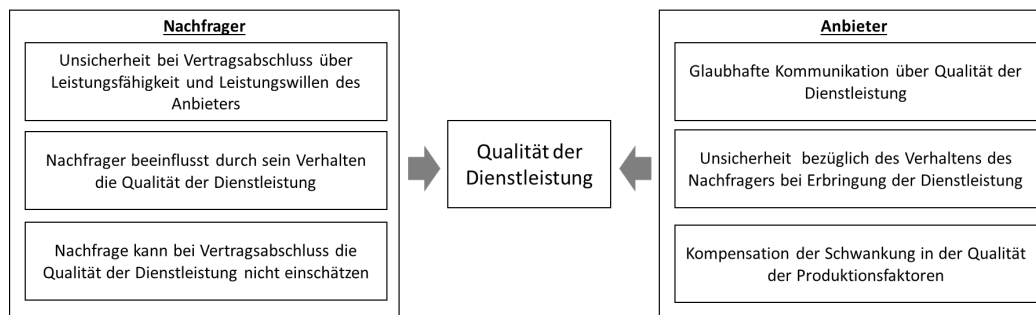 Nachfrager
Unsicherheit bei Vertragsabschluss über
Leistungsfähigkeit und Leistungswillen des
Anbieters
Nachfrager beeinflusst durch sein Verhalten
die Qualität der Dienstleistung
Nachfrage kann bei Vertragsabschluss die
Qualität der Dienstleistung nicht einschätzen
Qualität der
Dienstleistung
Anbieter
Glaubhafte Kommunikation über Qualität der
Dienstleistung
Unsicherheit bezüglich des Verhaltens des
Nachfragers bei Erbringung der Dienstleistung
Kompensation der Schwankung in der Qualität
der Produktionsfaktoren